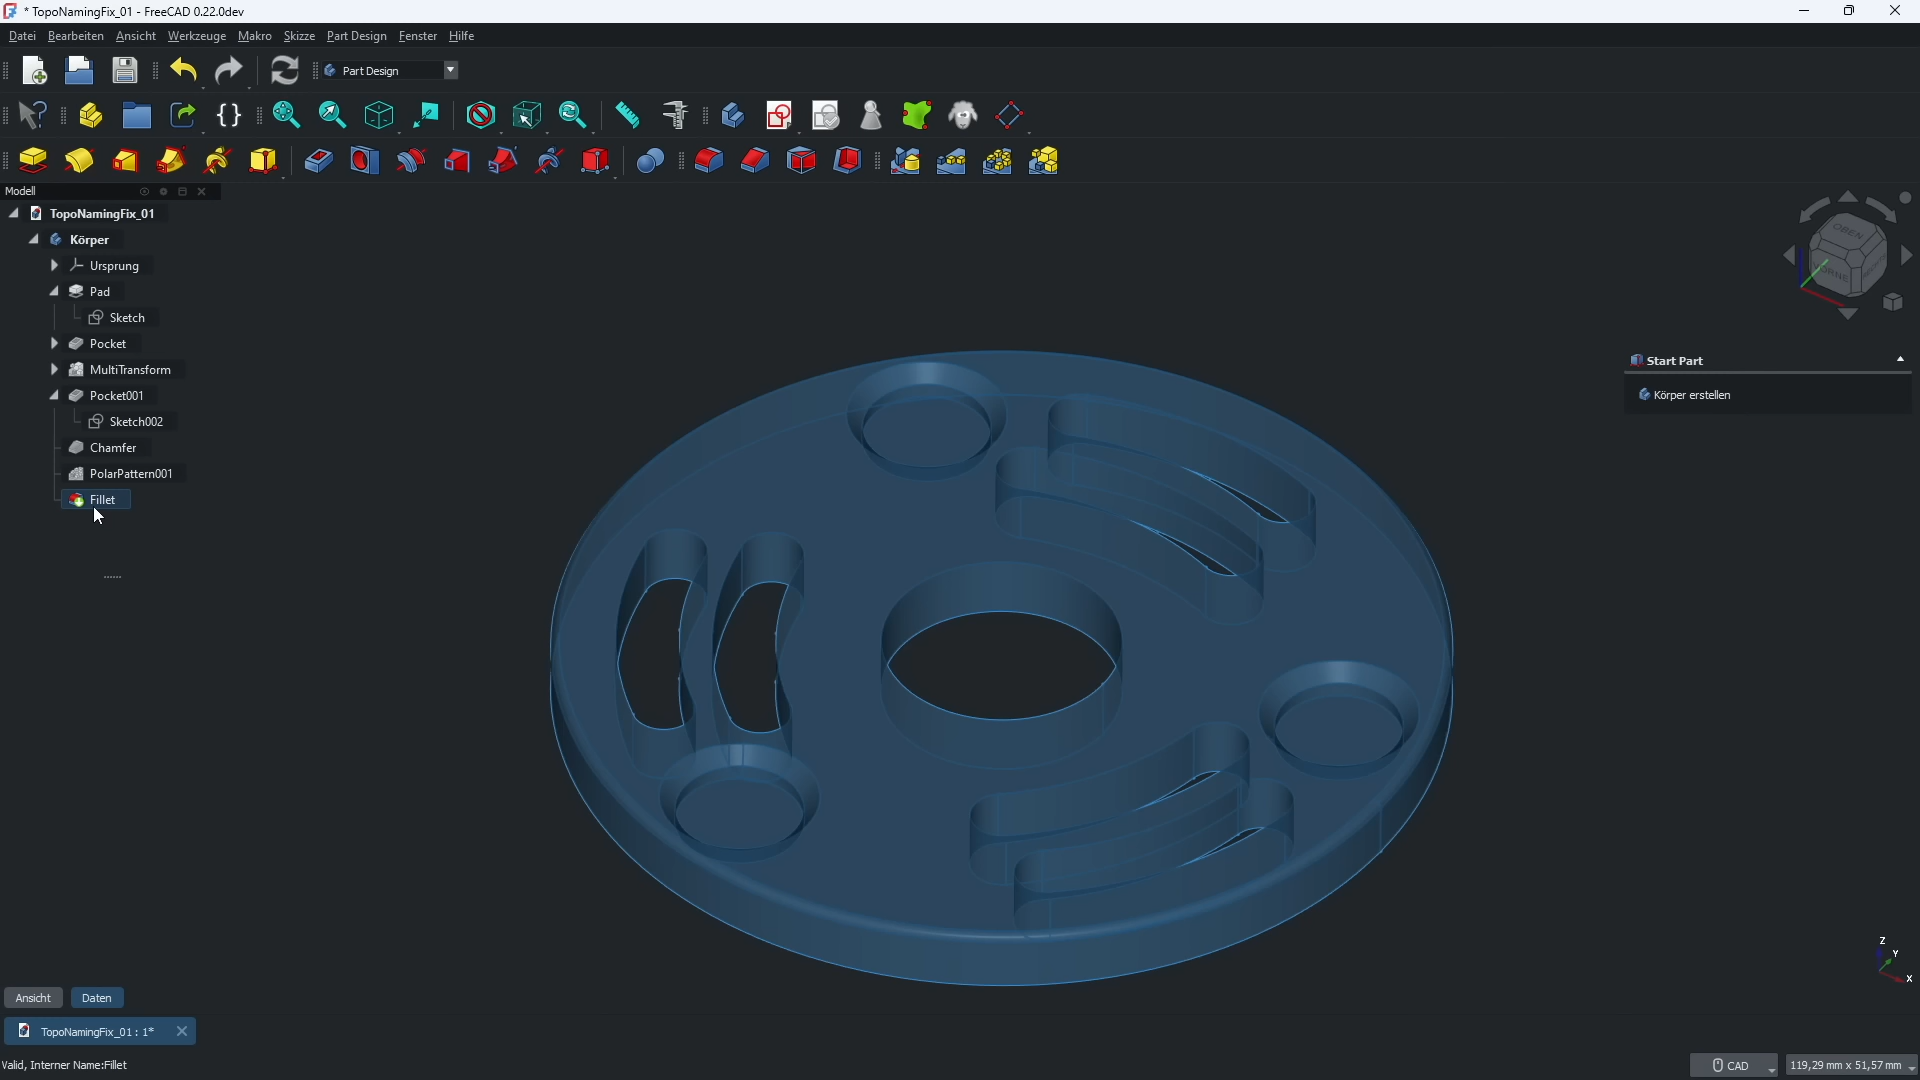 * TopoNamingFix_01 - FreeCAD 0.22.0dev
Datei Bearbeiten Ansicht Werkzeuge Makro Skizze Part Design Fenster Hilfe
Part Design
Modell
TopoNamingFix_01
Körper
Ursprung
Pad
Sketch
Pocket
MultiTransform
Pocket001
Sketch002
Chamfer
PolarPattern001
Fillet
OBEN
VORNE
Start Part
Körper erstellen
Z
Y
X
Ansicht Daten
TopoNamingFix_01 : 1*
Valid, Interner Name:Fillet
CAD 119,29 mm x 51,57 mm